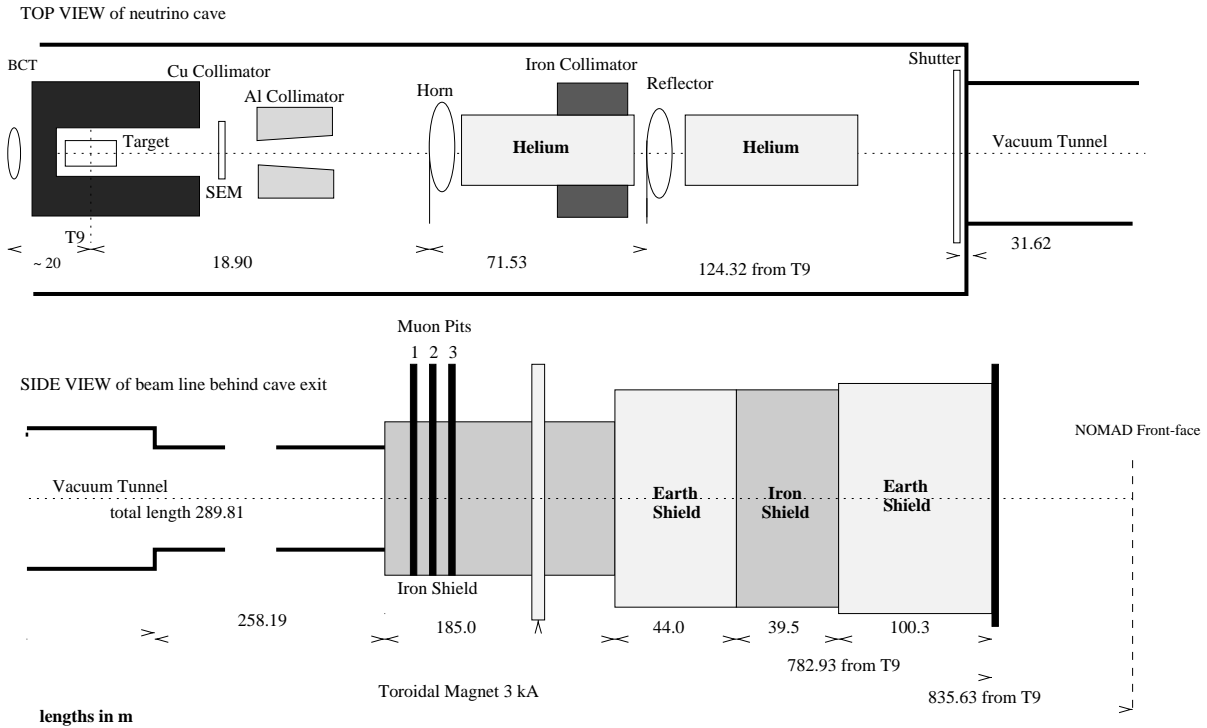 TOP VIEW of neutrino cave
BCT
Cu Collimator
Al Collimator
Horn
Iron Collimator
Reflector
Shutter
Target
Helium
Helium
Vacuum Tunnel
SEM
T9
~ 20
18.90
71.53
124.32 from T9
31.62
Muon Pits
1 2 3
SIDE VIEW of beam line behind cave exit
NOMAD Front-face
Vacuum Tunnel
total length 289.81
Earth
Shield
Iron
Shield
Earth
Shield
Iron Shield
258.19
185.0
44.0
39.5
100.3
782.93 from T9
Toroidal Magnet 3 kA
835.63 from T9
lengths in m